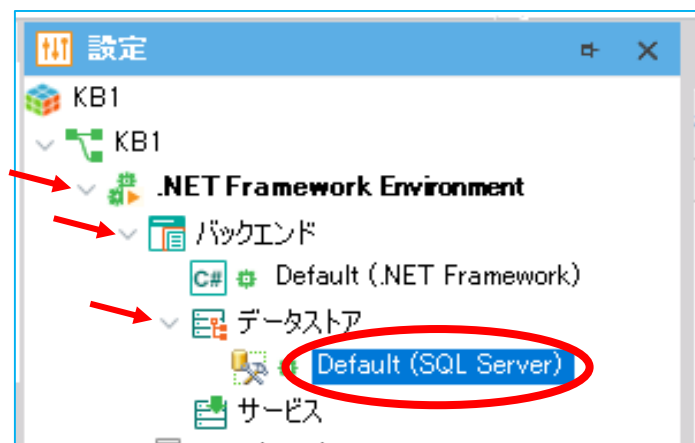 設定
KB1
KB1
.NET Framework Environment
バックエンド
C# Default (.NET Framework)
データストア
Default (SQL Server)
サービス